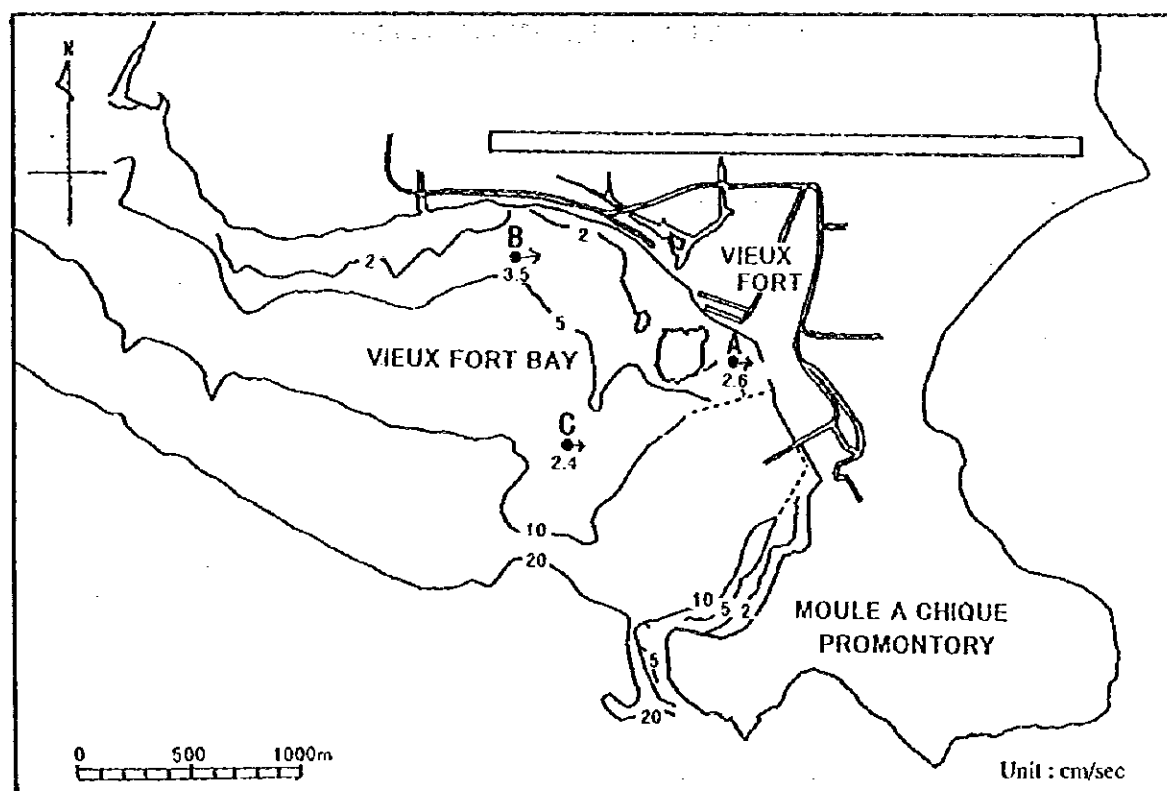 N
VIEUX
FORT
B
2
2
3.5
5
VIEUX FORT BAY
A
2.6
C
2.4
10
20
10
5
2
MOULE A CHIQUE
PROMONTORY
5
20
0 500 1000m
Unit : cm/sec